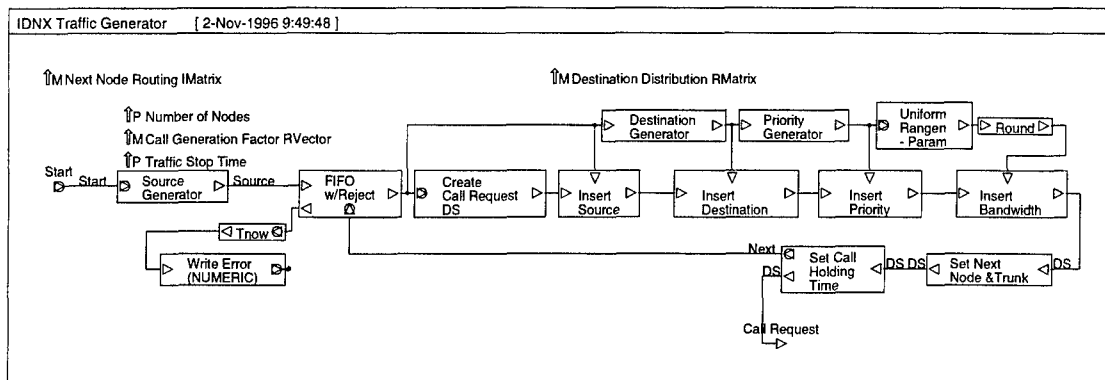 IDNX Traffic Generator [ 2-Nov-1996 9:49:48 ]
⇑M Next Node Routing IMatrix
⇑M Destination Distribution RMatrix
⇑P Number of Nodes
⇑M Call Generation Factor RVector
⇑P Traffic Stop Time
Destination
Generator
Priority
Generator
Uniform
Rangen
- Param
Round
Start
Start
Source
Generator
Source
FIFO
w/Reject
Create
Call Request
DS
Insert
Source
Insert
Destination
Insert
Priority
Insert
Bandwidth
Tnow
Write Error
(NUMERIC)
Next
DS
Set Call
Holding
Time
DS
DS
Set Next
Node &Trunk
DS
Call Request